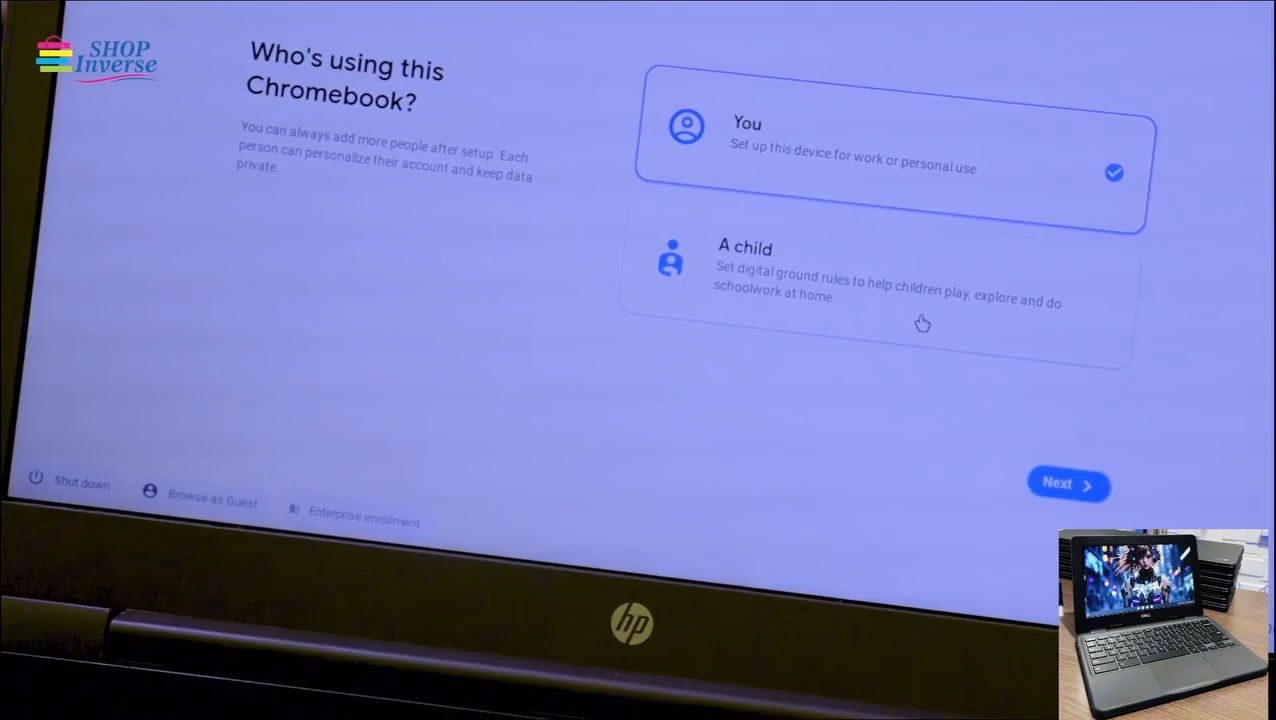 SHOP
Inverse
Who's using this
Chromebook?
You can always add more people after setup. Each
person can personalize their account and keep data
private.
You
Set up this device for work or personal use
A child
Set digital ground rules to help children play, explore and do
schoolwork at home
Next
Shut down
Browse as Guest
Enterprise enrollment
hp
DELL